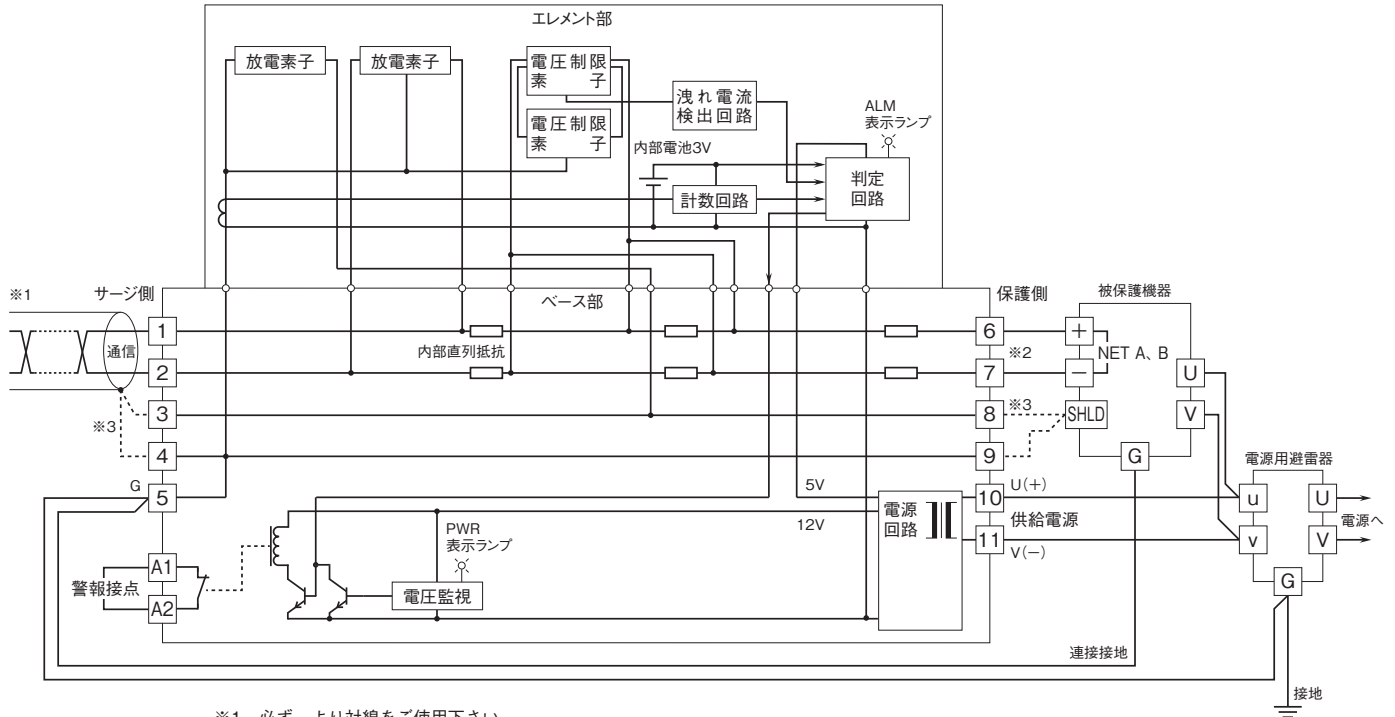 エレメント部
放電素子
放電素子
電圧制限
素 子
電圧制限
素 子
洩れ電流
検出回路
ALM
表示ランプ
内部電池3V
計数回路
判定
回路
※1
サージ側
ベース部
保護側
被保護機器
通信
1
2
3
4
5
G
※3
内部直列抵抗
6
7
8
9
10
11
※2
※3
+
−
NET A、B
SHLD
U
V
G
電源用避雷器
u
v
U
V
G
電源へ
5V
12V
電源
回路
U(+)
供給電源
V(−)
PWR
表示ランプ
電圧監視
A1
A2
警報接点
連接接地
接地